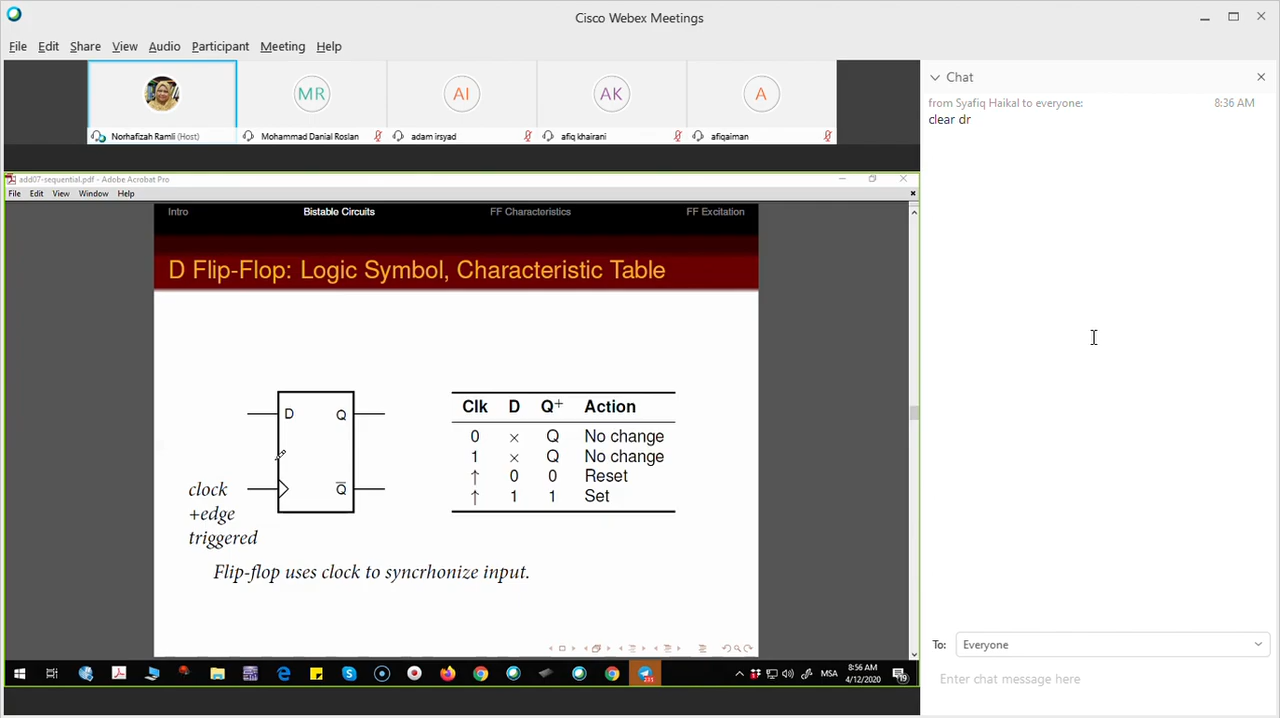 Cisco Webex Meetings
File Edit Share View Audio Participant Meeting Help
MR AI AK A
Norhafizah Ramli (Host) Mohammad Danial Roslan adam irsyad afiq khairani afiqaiman
Chat
from Syafiq Haikal to everyone: 8:36 AM
clear dr
add07-sequential.pdf - Adobe Acrobat Pro
File Edit View Window Help
Intro Bistable Circuits FF Characteristics FF Excitation
D Flip-Flop: Logic Symbol, Characteristic Table
D Q
Q̅
clock
+edge
triggered
Clk D Q+ Action
0 × Q No change
1 × Q No change
↑ 0 0 Reset
↑ 1 1 Set
Flip-flop uses clock to syncrhonize input.
To: Everyone
Enter chat message here
MSA
8:56 AM
4/12/2020